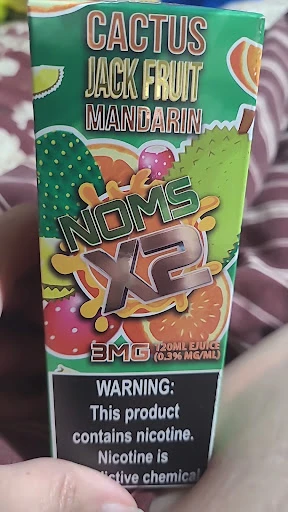 CACTUS
JACK FRUIT
MANDARIN
NOMS
X2
3MG 120ML EJUICE
(0.3% MG/ML)
WARNING:
This product
contains nicotine.
Nicotine is
dictive chemical